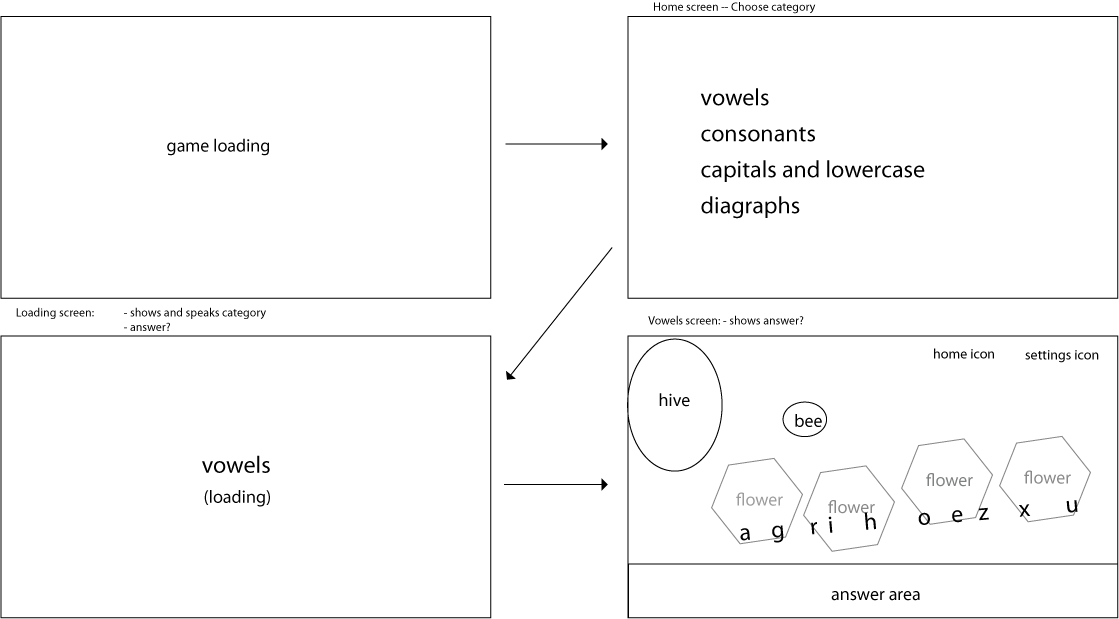 Home screen -- Choose category
game loading
vowels
consonants
capitals and lowercase
diagraphs
Loading screen: - shows and speaks category
- answer?
vowels
(loading)
Vowels screen: - shows answer?
home icon settings icon
hive
bee
flower flower flower flower
a g r i h o e z x u
answer area